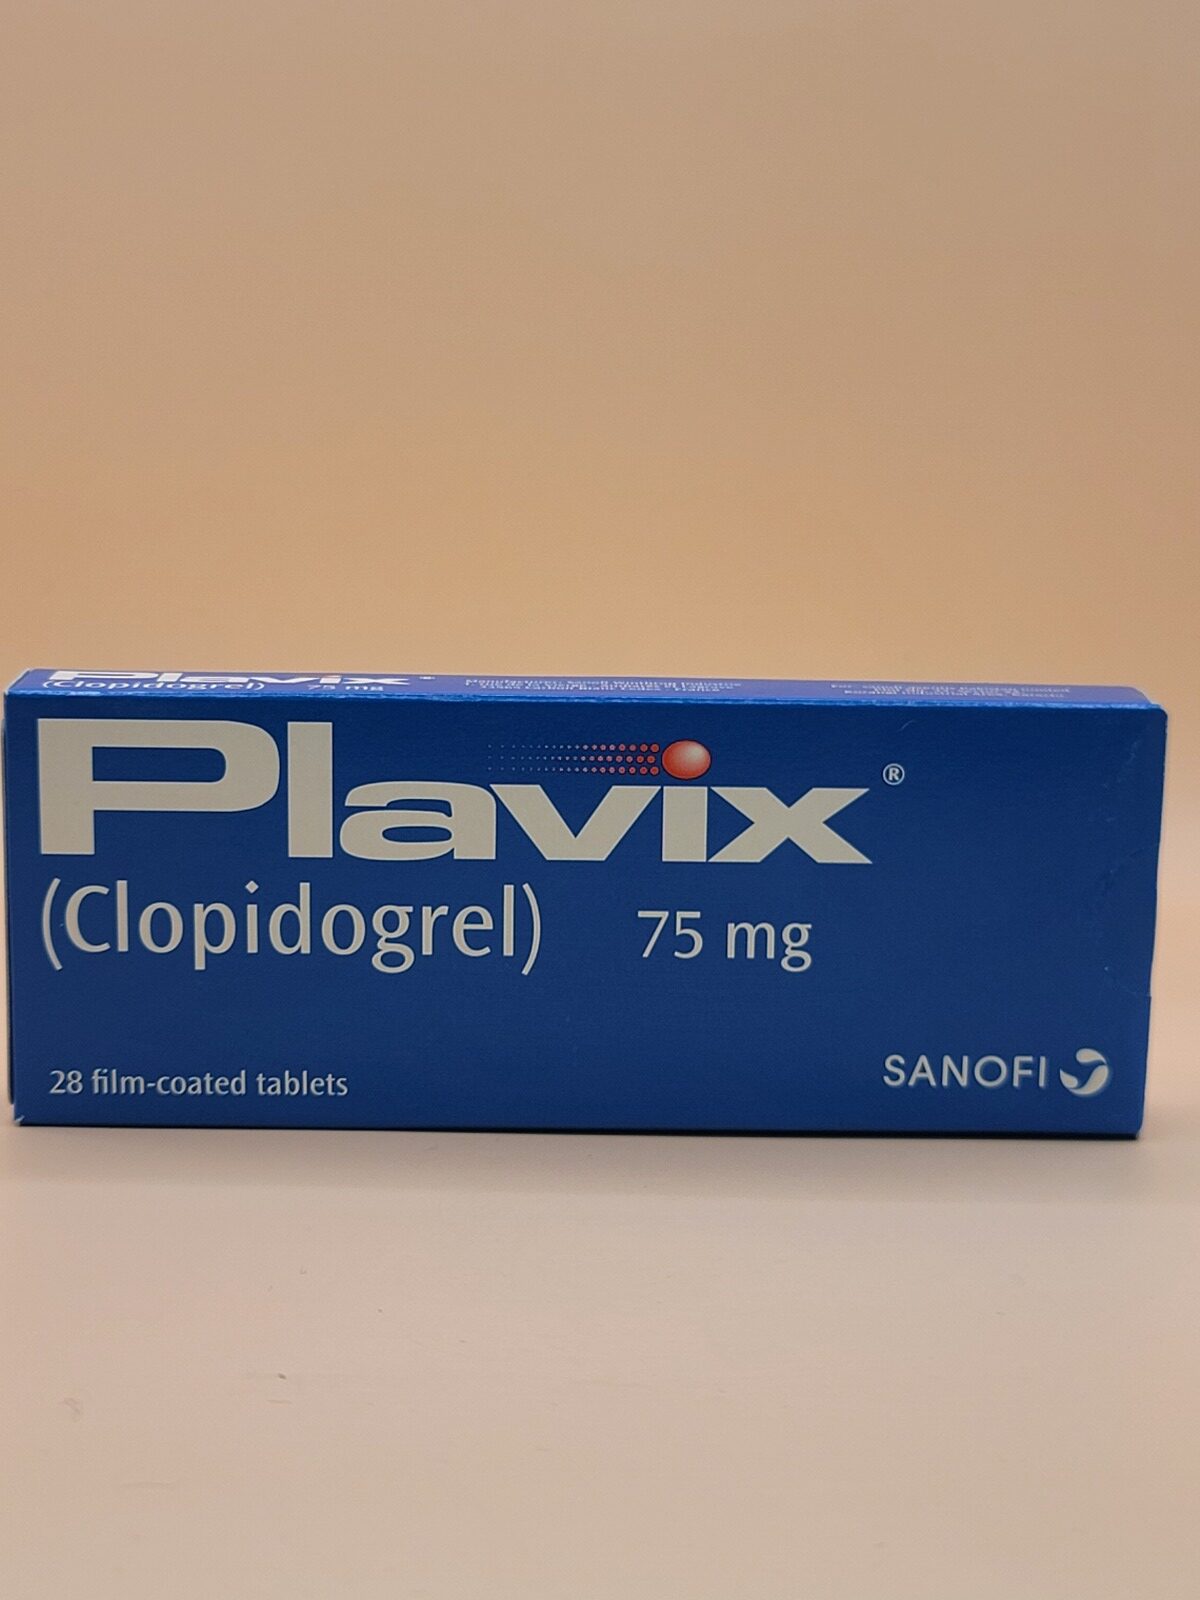 Plavix
(Clopidogrel) 75 mg
Plavix®
(Clopidogrel) 75 mg
28 film-coated tablets
SANOFI